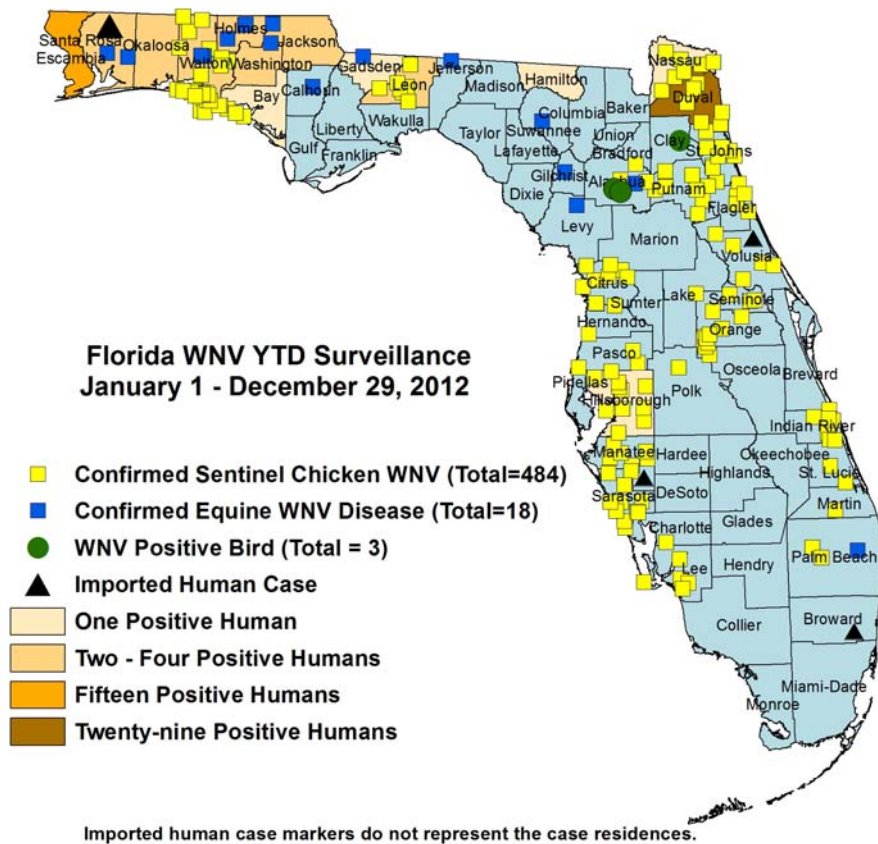 Santa Rosa
Escambia
Okaloosa
Holmes
Jackson
Walton
Washington
Bay
Calhoun
Gulf
Liberty
Franklin
Gadsden
Leon
Wakulla
Jefferson
Madison
Taylor
Hamilton
Suwannee
Lafayette
Dixie
Columbia
Gilchrist
Levy
Baker
Union
Bradford
Alachua
Nassau
Duval
Clay
St. Johns
Putnam
Flagler
Marion
Volusia
Citrus
Sumter
Hernando
Lake
Seminole
Orange
Pasco
Pinellas
Hillsborough
Polk
Osceola
Brevard
Indian River
Manatee
Hardee
Highlands
Okeechobee
St. Lucie
Sarasota
DeSoto
Martin
Charlotte
Glades
Lee
Hendry
Palm Beach
Collier
Broward
Miami-Dade
Monroe
Florida WNV YTD Surveillance
January 1 - December 29, 2012
Confirmed Sentinel Chicken WNV (Total=484)
Confirmed Equine WNV Disease (Total=18)
WNV Positive Bird (Total = 3)
Imported Human Case
One Positive Human
Two - Four Positive Humans
Fifteen Positive Humans
Twenty-nine Positive Humans
Imported human case markers do not represent the case residences.